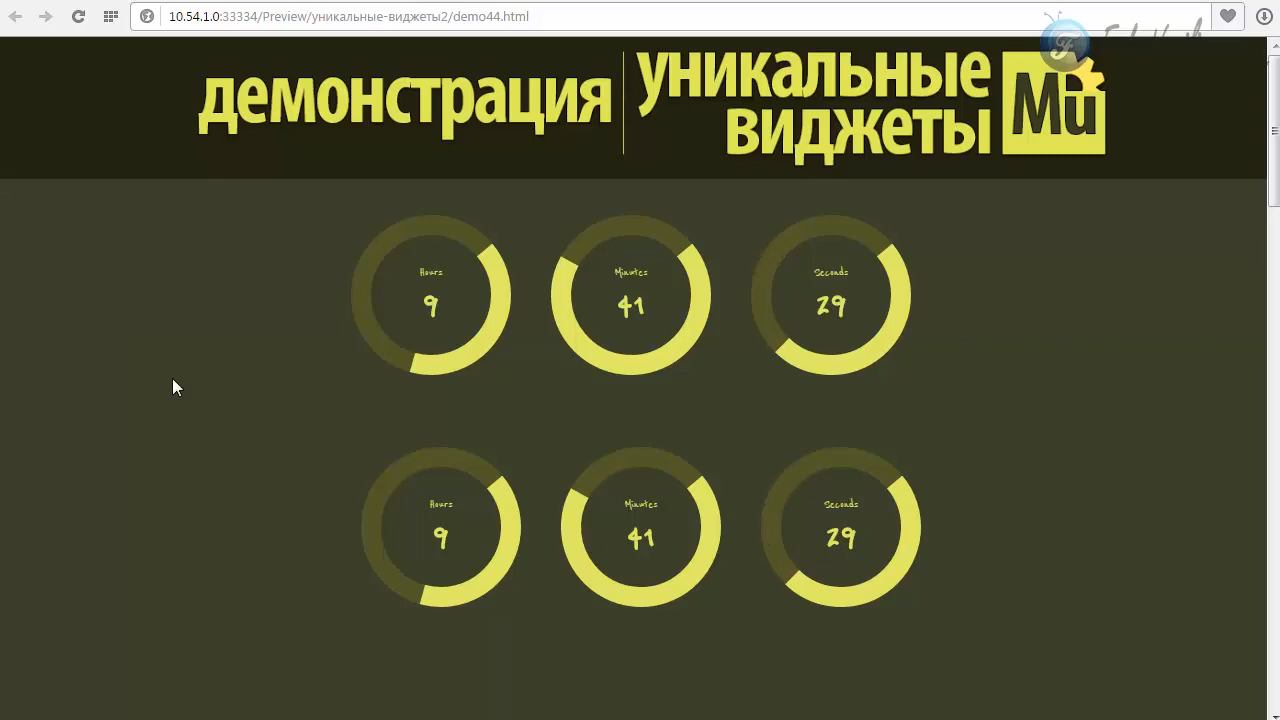 10.54.1.0:33334/Preview/уникальные-виджеты2/demo44.html
демонстрация
уникальные
виджеты
Mu
Hours
Minutes
Seconds
9
41
29
Hours
Minutes
Seconds
9
41
29